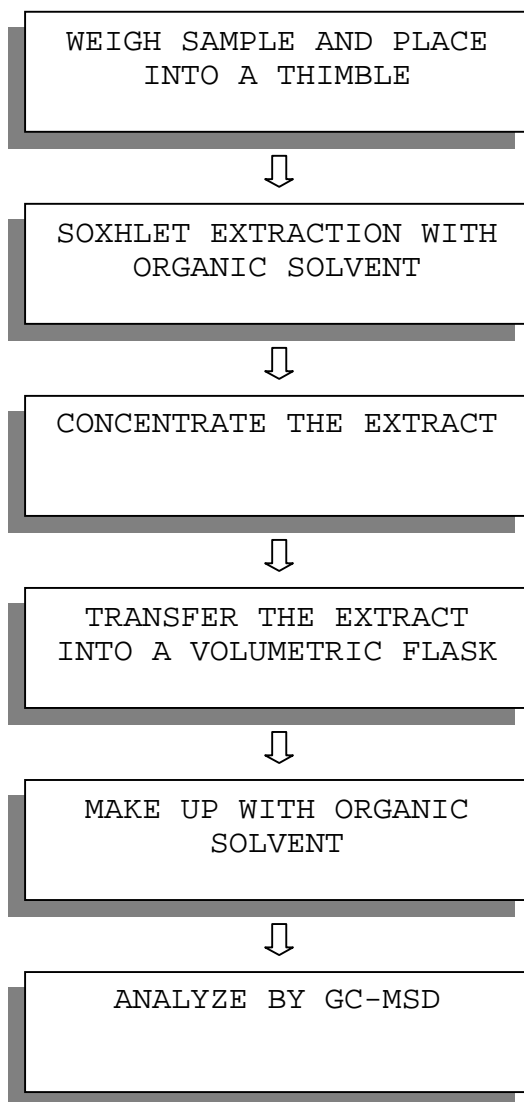 WEIGH SAMPLE AND PLACE
INTO A THIMBLE
SOXHLET EXTRACTION WITH
ORGANIC SOLVENT
CONCENTRATE THE EXTRACT
TRANSFER THE EXTRACT
INTO A VOLUMETRIC FLASK
MAKE UP WITH ORGANIC
SOLVENT
ANALYZE BY GC-MSD